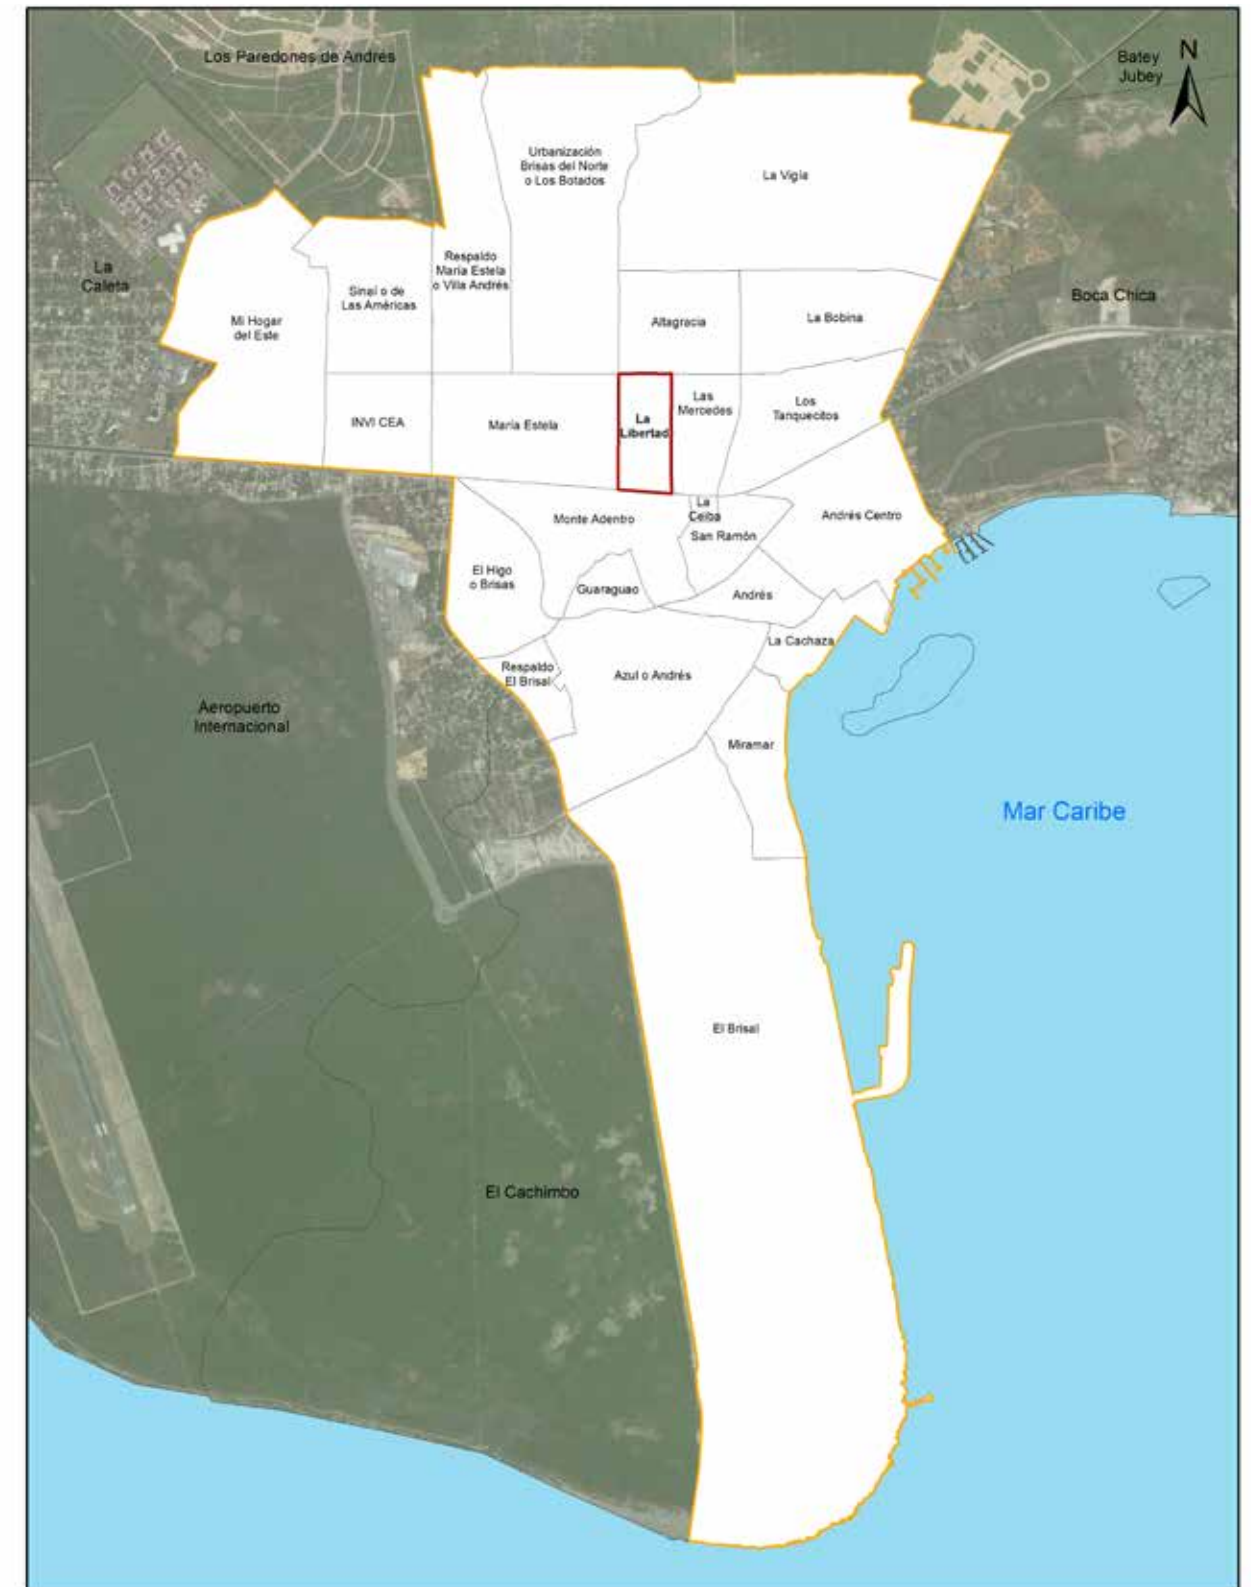 Los Paredones de Andrés
Batey
Jubey
N
Urbanización
Brisas del Norte
o Los Botados
La Vigía
La
Caleta
Respaldo
María Estela
o Villa Andrés
Sinaí o de
Las Américas
Boca Chica
Mi Hogar
del Este
Altagracia
La Bobina
Las
Mercedes
Los
Tanquecitos
INVI CEA
María Estela
La
Libertad
La
Ceiba
Monte Adentro
San Ramón
Andrés Centro
El Higo
o Brisas
Guaraguao
Andrés
La Cachaza
Respaldo
El Brisal
Azul o Andrés
Aeropuerto
Internacional
Miramar
Mar Caribe
El Brisal
El Cachimbo